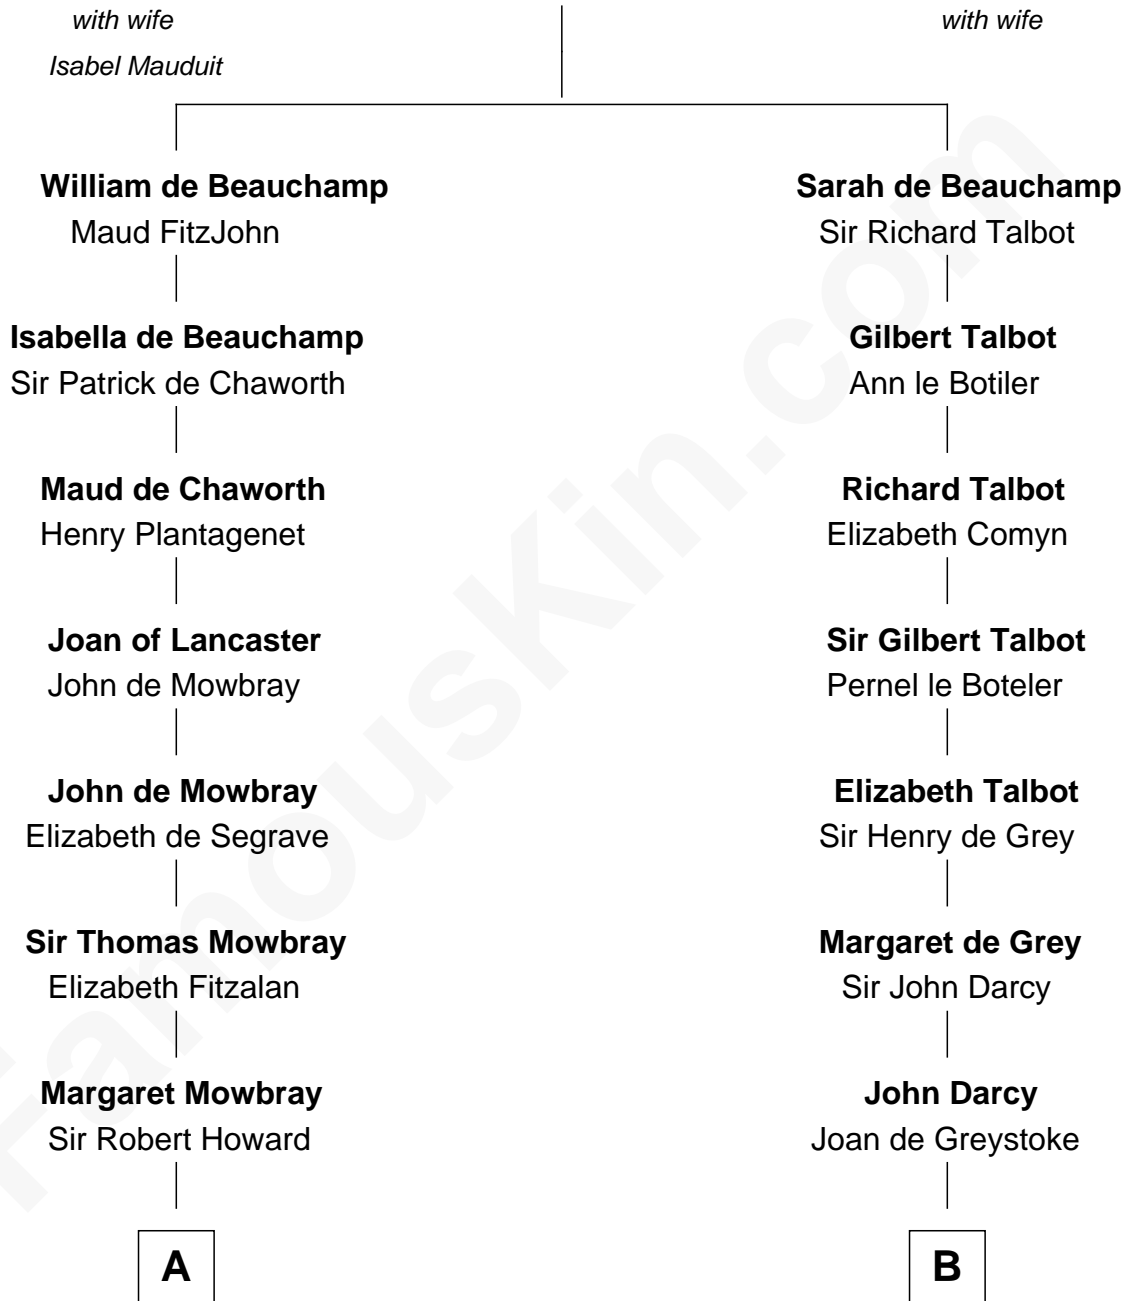 with wife
with wife
Isabel Mauduit
William de Beauchamp
Maud FitzJohn
Sarah de Beauchamp
Sir Richard Talbot
Isabella de Beauchamp
Sir Patrick de Chaworth
Gilbert Talbot
Ann le Botiler
Maud de Chaworth
Henry Plantagenet
Richard Talbot
Elizabeth Comyn
Joan of Lancaster
John de Mowbray
Sir Gilbert Talbot
Pernel le Boteler
John de Mowbray
Elizabeth de Segrave
Elizabeth Talbot
Sir Henry de Grey
Sir Thomas Mowbray
Elizabeth Fitzalan
Margaret de Grey
Sir John Darcy
Margaret Mowbray
Sir Robert Howard
John Darcy
Joan de Greystoke
A
B
FamousKin.com